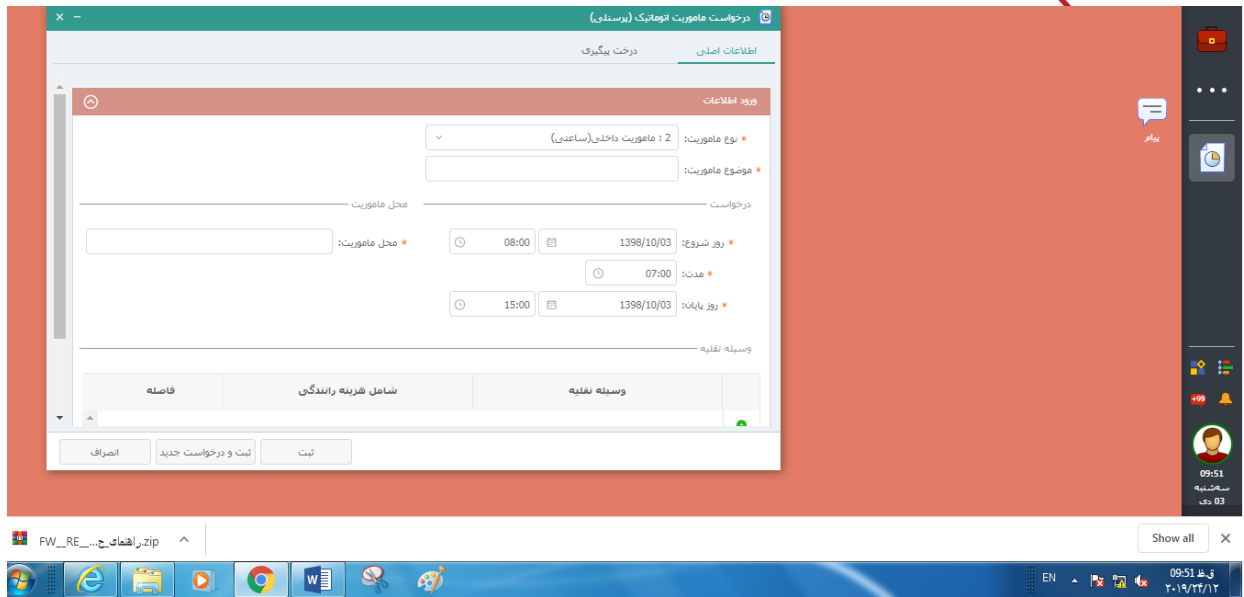 درخواست ماموریت اتوماتیک (پرسنلی)
اطلاعات اصلی
درخت پیگیری
ورود اطلاعات
* نوع ماموریت: 2 : ماموریت داخلی(ساعتی)
* موضوع ماموریت:
درخواست
محل ماموریت
* روز شروع: 1398/10/03 08:00
* محل ماموریت:
* مدت: 07:00
* روز پایان: 1398/10/03 15:00
وسیله نقلیه
وسیله نقلیه
شامل هزینه رانندگی
فاصله
ثبت
ثبت و درخواست جدید
انصراف
پیام
+99
09:51
سه‌شنبه
03 دی
FW__RE__...راهنمای_ح.zip
Show all
EN
09:51 ق.ظ
۲۰۱۹/۲۴/۱۲